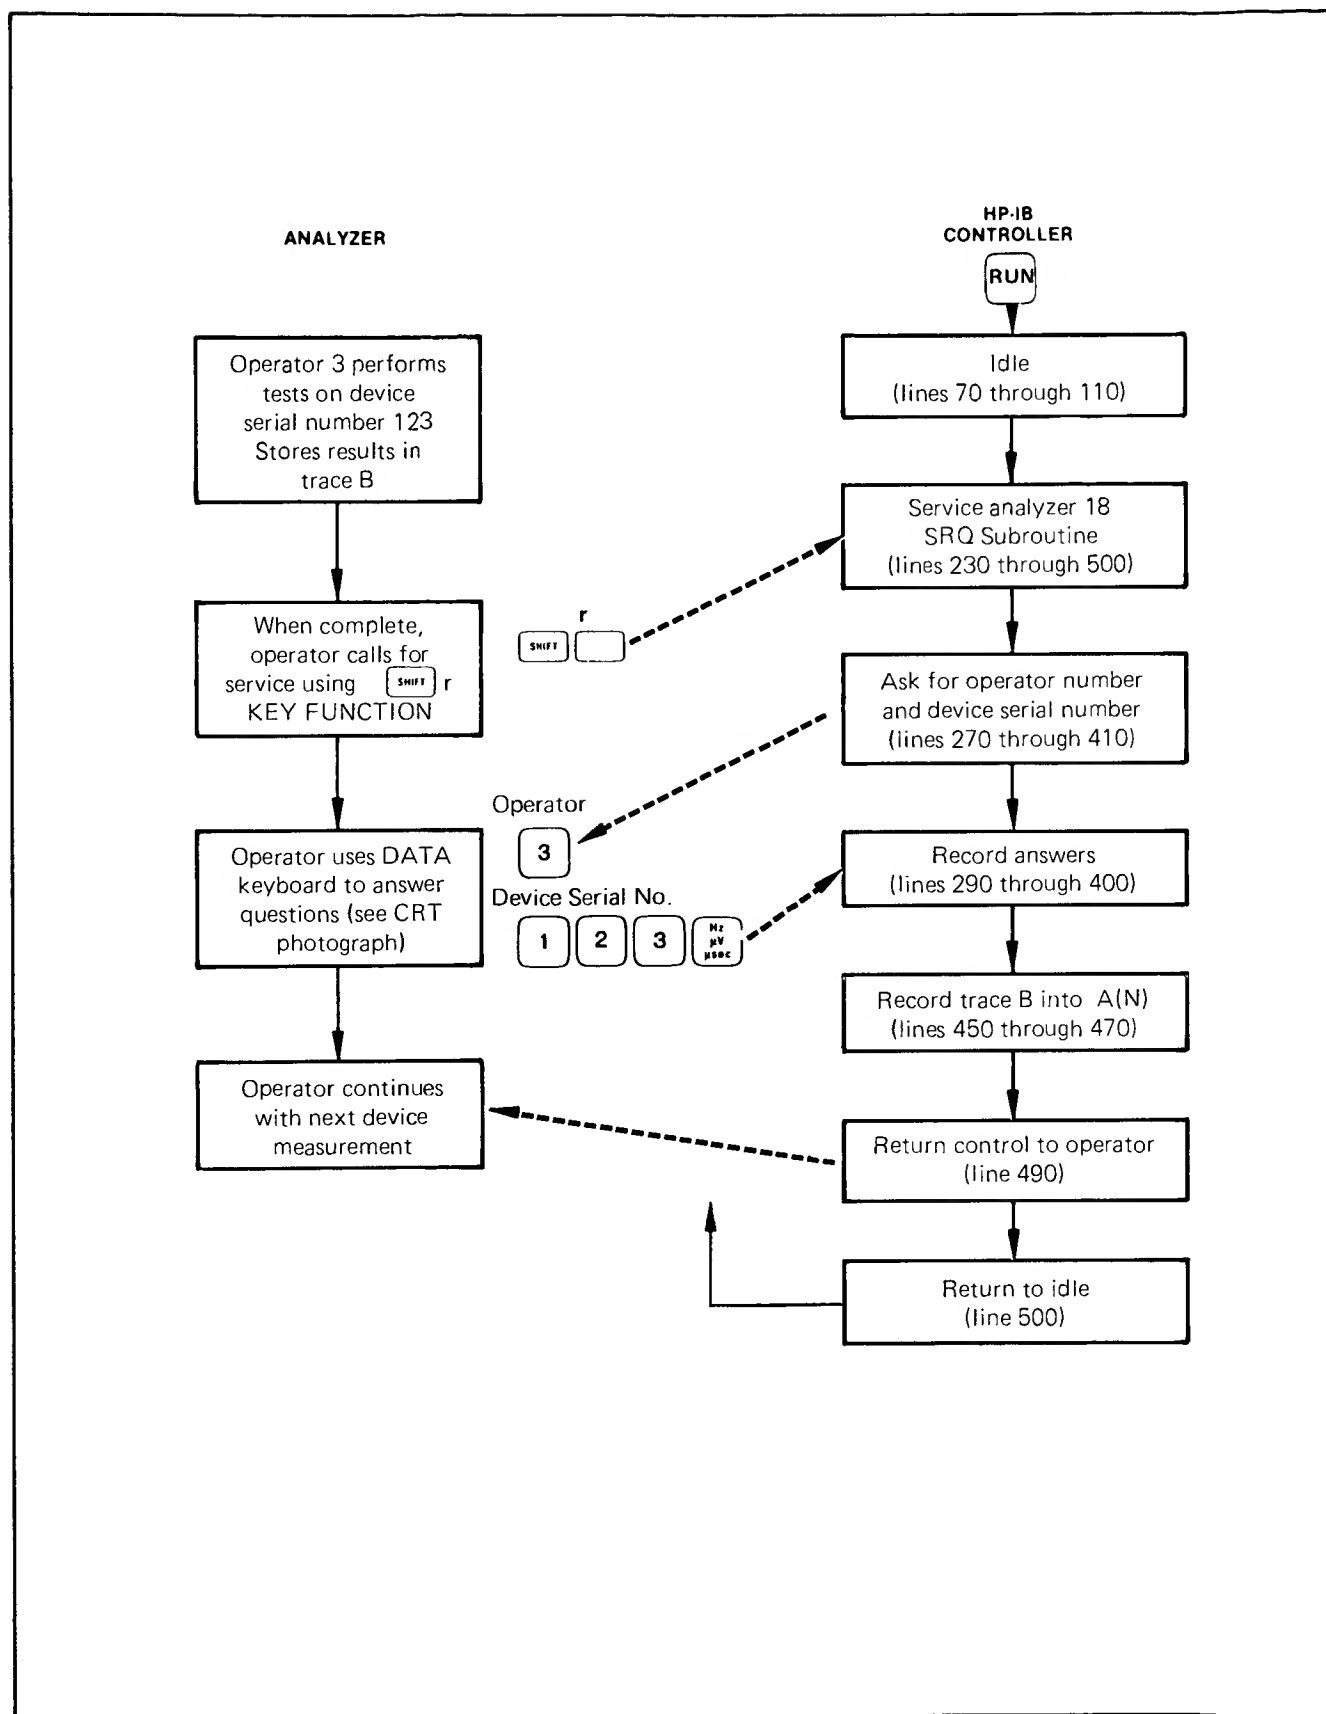 ANALYZER
Operator 3 performs
tests on device
serial number 123
Stores results in
trace B
When complete,
operator calls for
service using SHIFT r
KEY FUNCTION
Operator uses DATA
keyboard to answer
questions (see CRT
photograph)
Operator continues
with next device
measurement
r
SHIFT
Operator
3
Device Serial No.
1 2 3 Hz
µV
µsec
HP-IB
CONTROLLER
RUN
Idle
(lines 70 through 110)
Service analyzer 18
SRQ Subroutine
(lines 230 through 500)
Ask for operator number
and device serial number
(lines 270 through 410)
Record answers
(lines 290 through 400)
Record trace B into A(N)
(lines 450 through 470)
Return control to operator
(line 490)
Return to idle
(line 500)